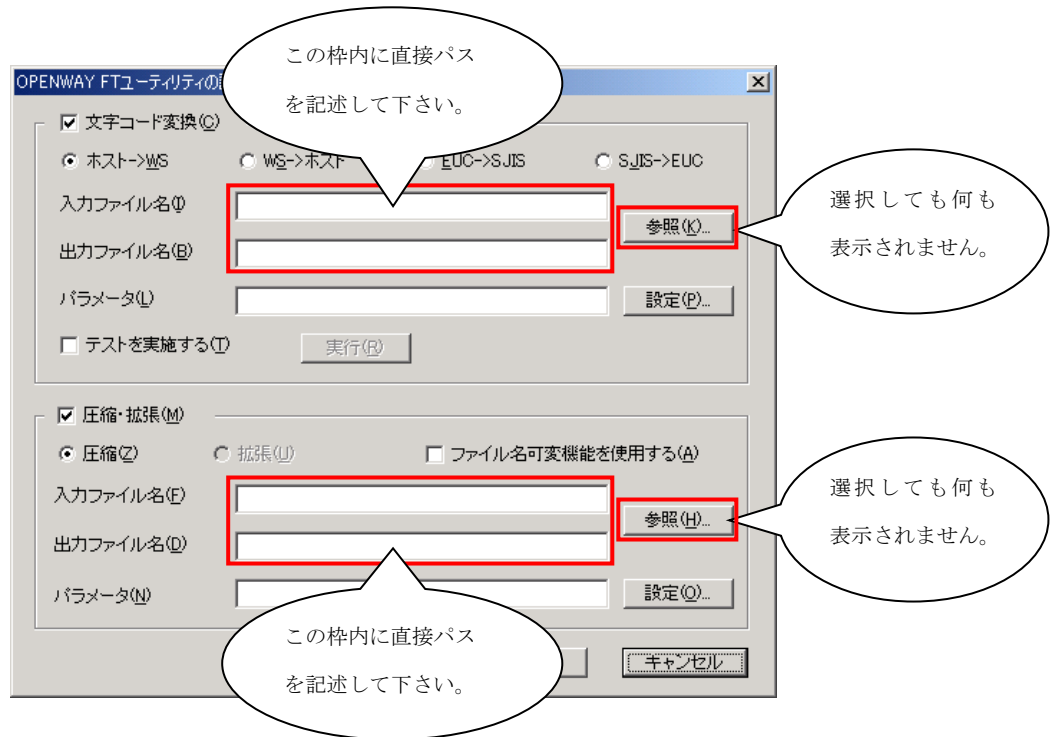 この枠内に直接パス
を記述して下さい。
OPENWAY FTユーティリティの
文字コード変換(C)
ホスト->WS
WS->ホスト
EUC->SJIS
SJIS->EUC
入力ファイル名(I)
参照(K)...
選択しても何も
表示されません。
出力ファイル名(B)
パラメータ(L)
設定(P)...
テストを実施する(T)
実行(R)
圧縮・拡張(M)
圧縮(Z)
拡張(U)
ファイル名可変機能を使用する(A)
入力ファイル名(F)
参照(H)...
選択しても何も
表示されません。
出力ファイル名(D)
パラメータ(N)
設定(O)...
この枠内に直接パス
を記述して下さい。
キャンセル